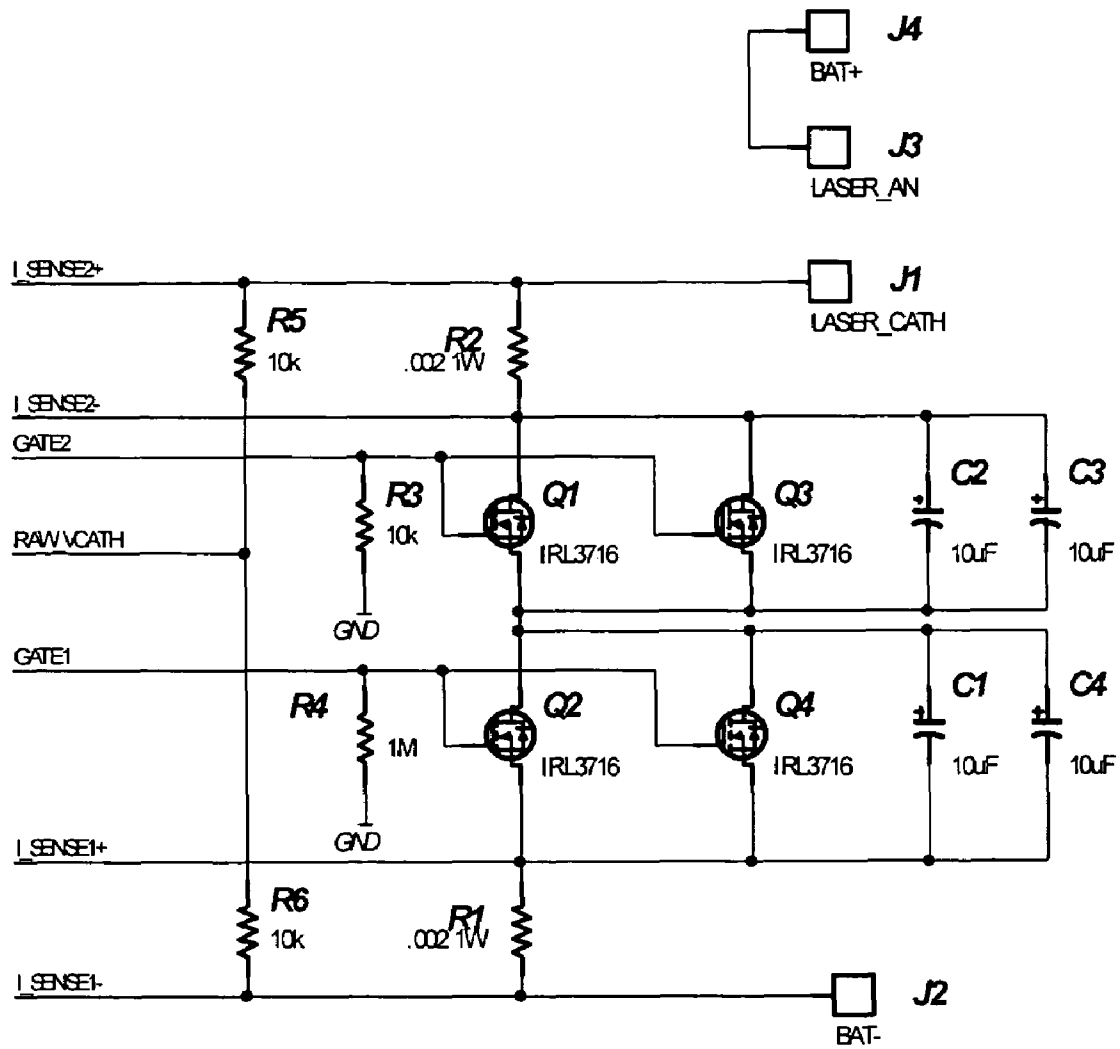 J4
BAT+
J3
LASER_AN
I_SENSE2+
J1
LASER_CATH
R5
10k
R2
.002 1W
I_SENSE2-
GATE2
R3
10k
Q1
IRL3716
Q3
IRL3716
C2
10uF
C3
10uF
RAW VCATH
GND
GATE1
R4
1M
Q2
IRL3716
Q4
IRL3716
C1
10uF
C4
10uF
GND
I_SENSE1+
R6
10k
R1
.002 1W
I_SENSE1-
J2
BAT-